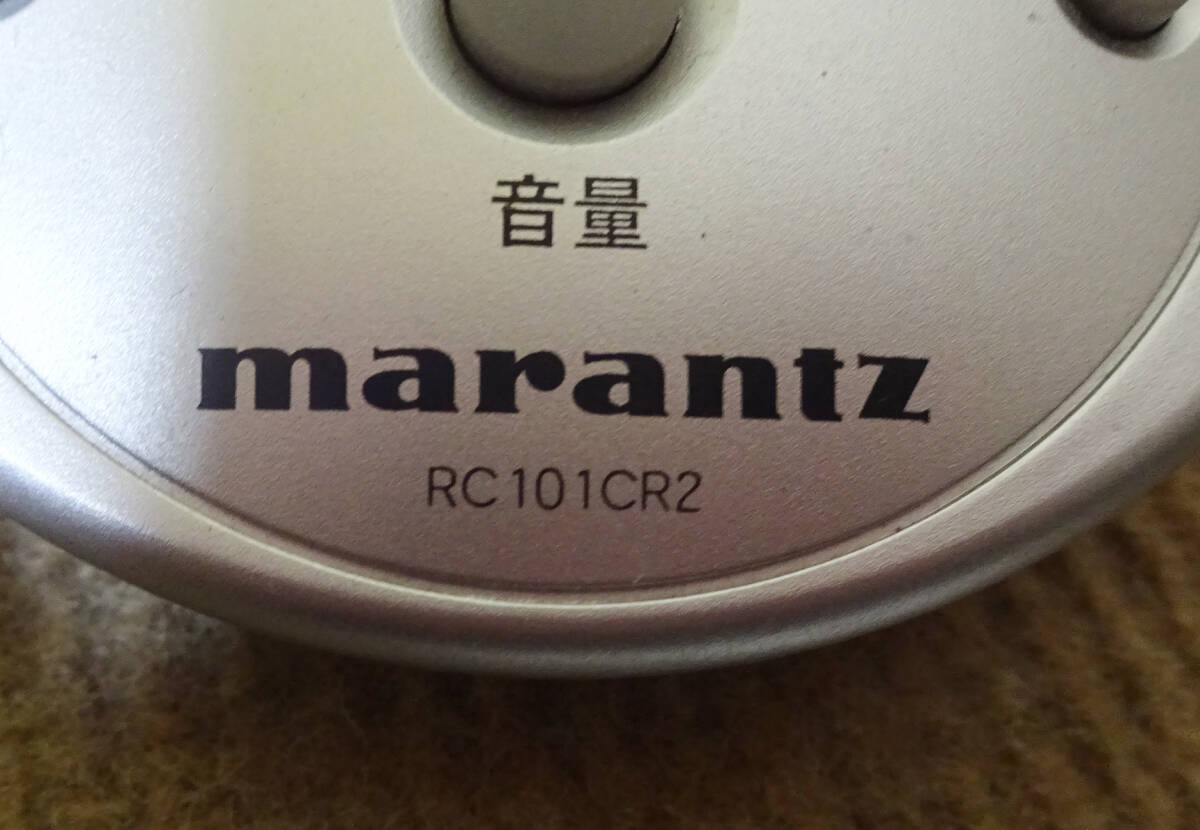 音量
marantz
RC101CR2